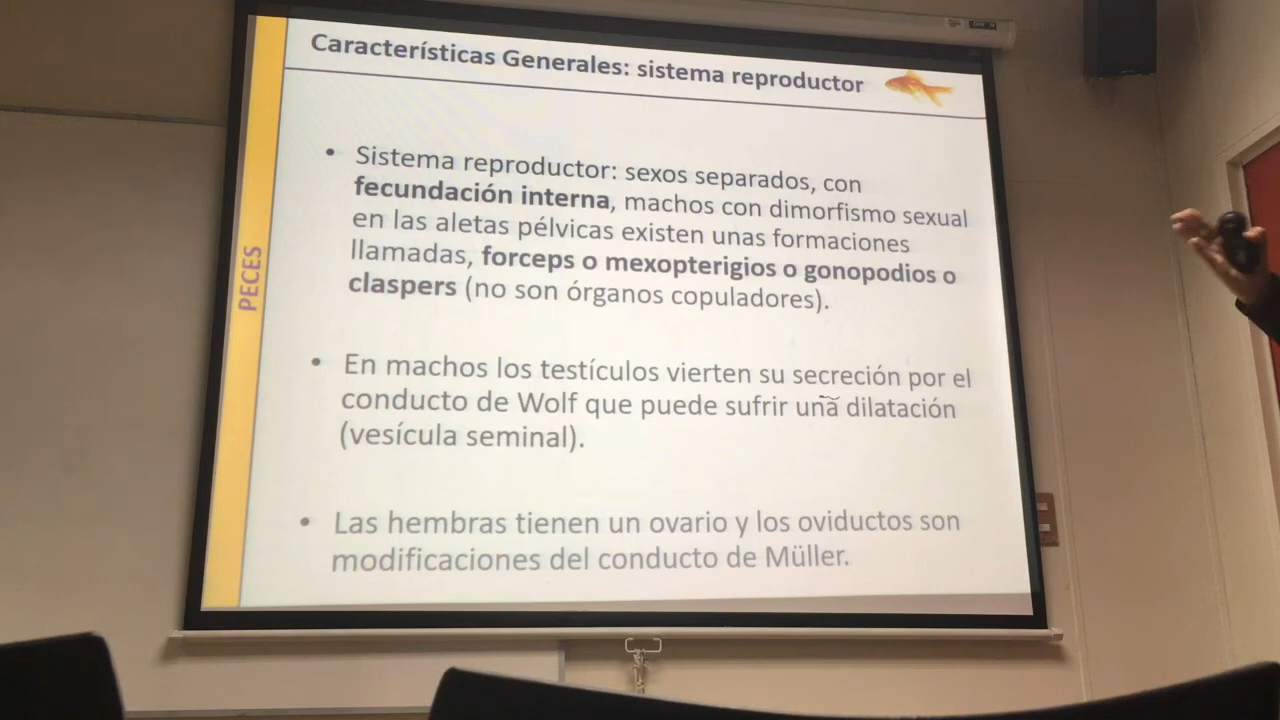 Características Generales: sistema reproductor
PECES
• Sistema reproductor: sexos separados, con
fecundación interna, machos con dimorfismo sexual
en las aletas pélvicas existen unas formaciones
llamadas, forceps o mexopterigios o gonopodios o
claspers (no son órganos copuladores).
• En machos los testículos vierten su secreción por el
conducto de Wolf que puede sufrir una dilatación
(vesícula seminal).
• Las hembras tienen un ovario y los oviductos son
modificaciones del conducto de Müller.